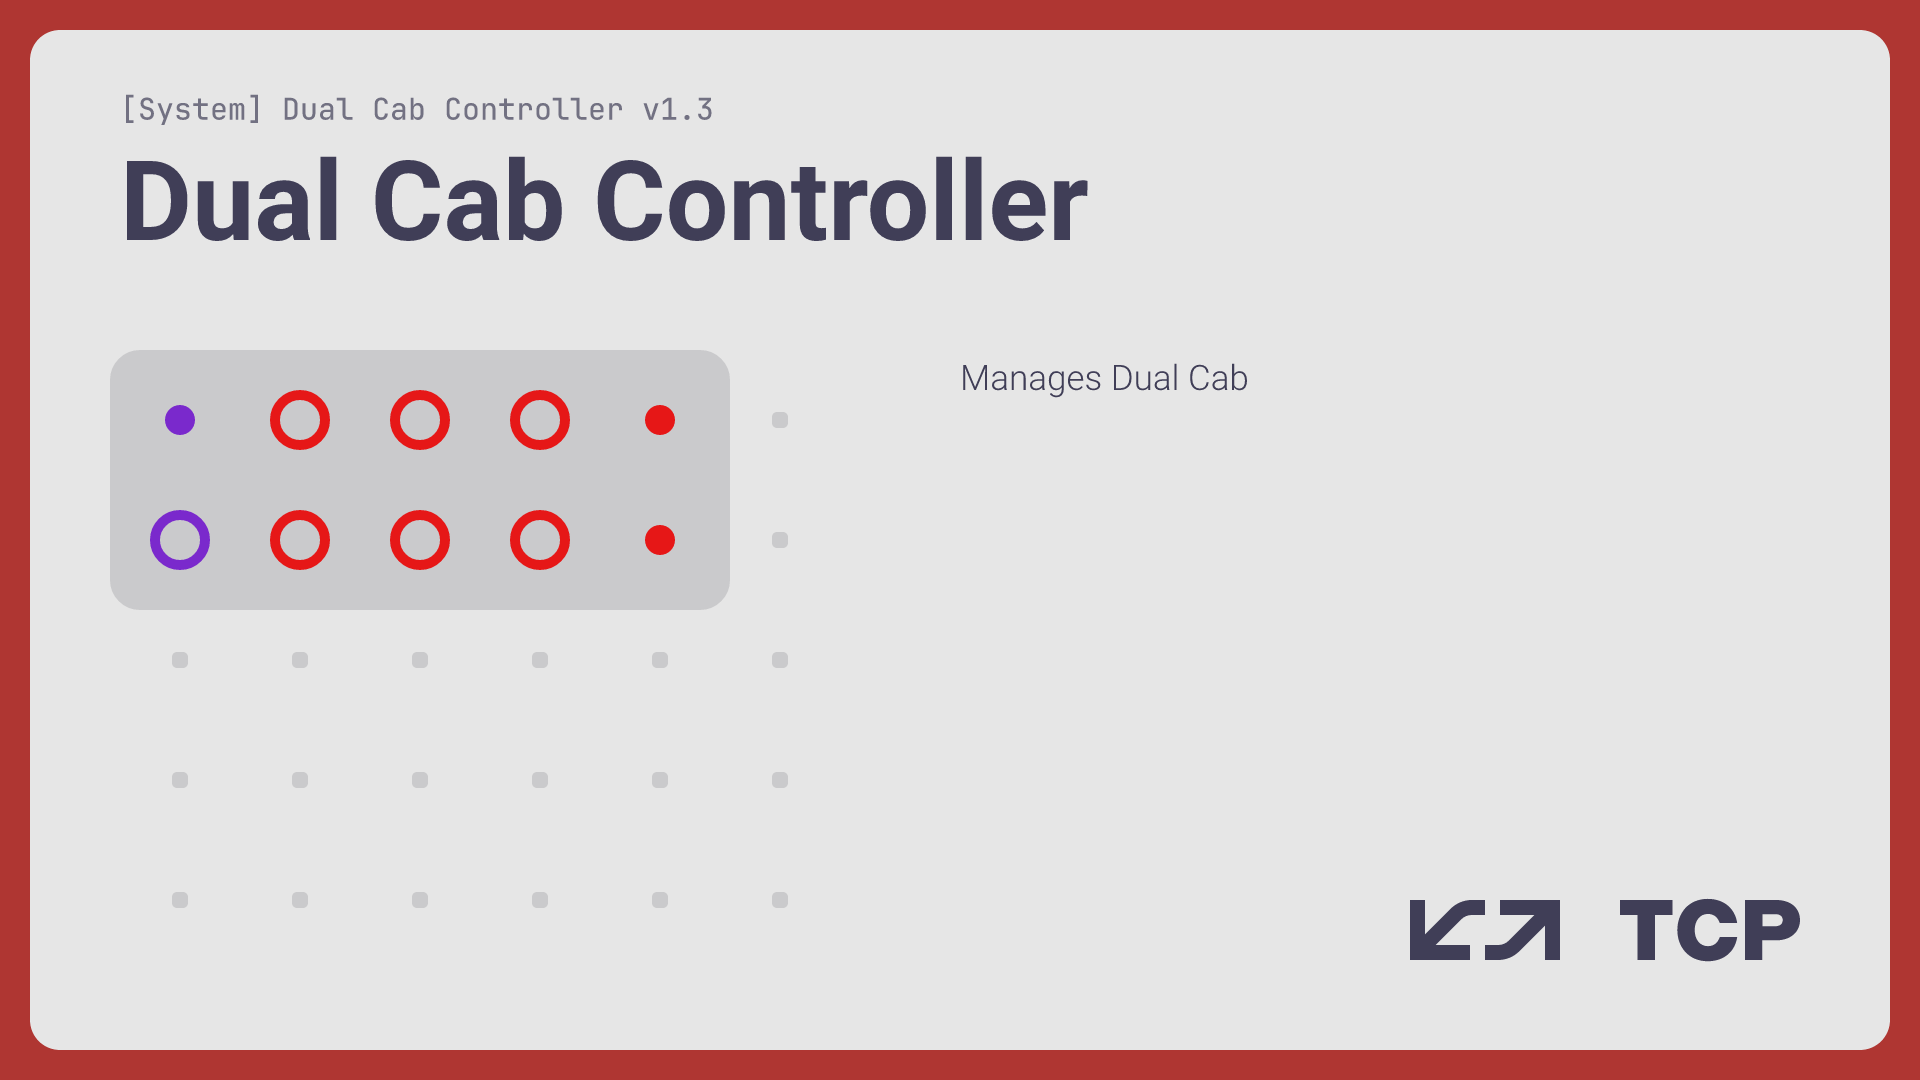 [System] Dual Cab Controller v1.3
Dual Cab Controller
Manages Dual Cab
TCP